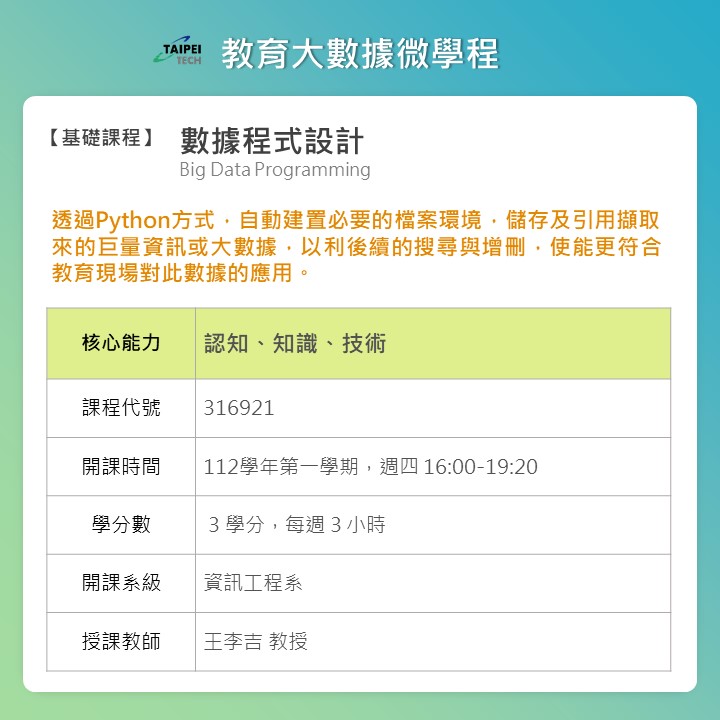 TAIPEI
TECH
教育大數據微學程
【基礎課程】 數據程式設計
Big Data Programming
透過Python方式，自動建置必要的檔案環境，儲存及引用擷取
來的巨量資訊或大數據，以利後續的搜尋與增刪，使能更符合
教育現場對此數據的應用。
核心能力 認知、知識、技術
課程代號 316921
開課時間 112學年第一學期，週四 16:00-19:20
學分數 3 學分，每週 3 小時
開課系級 資訊工程系
授課教師 王李吉 教授